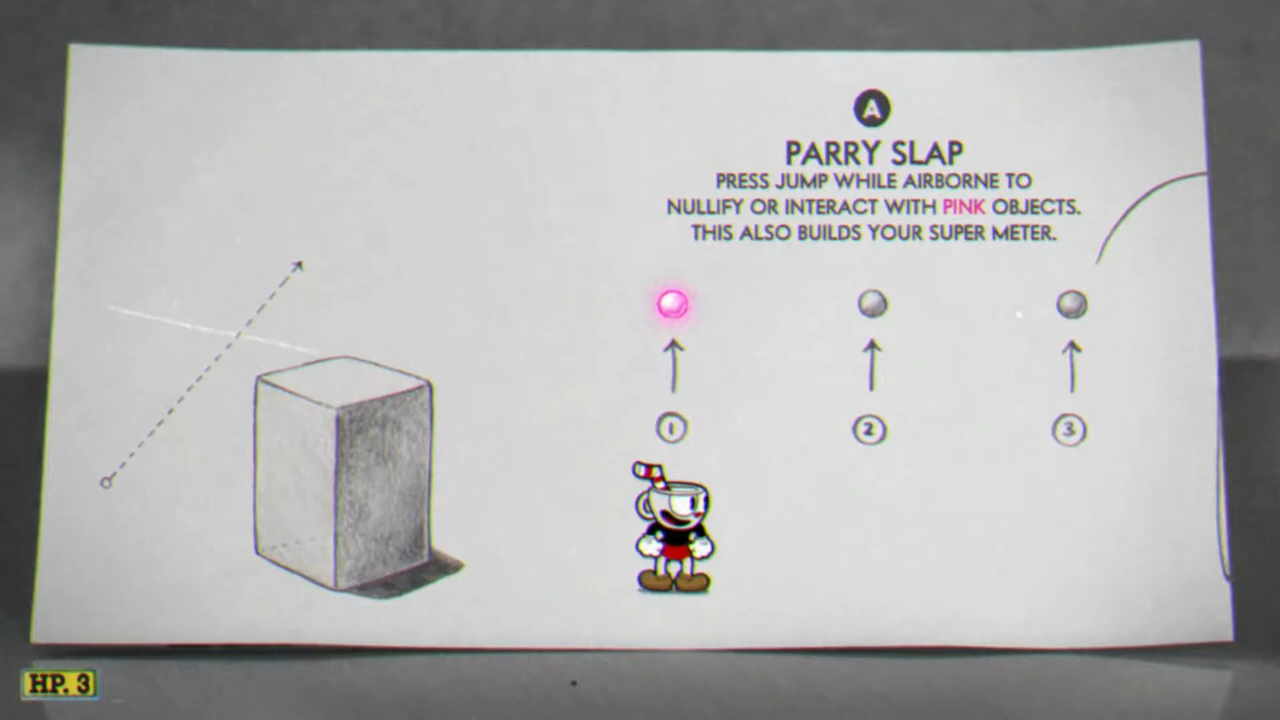 A
PARRY SLAP
PRESS JUMP WHILE AIRBORNE TO
NULLIFY OR INTERACT WITH PINK OBJECTS.
THIS ALSO BUILDS YOUR SUPER METER.
1 2 3
HP. 3